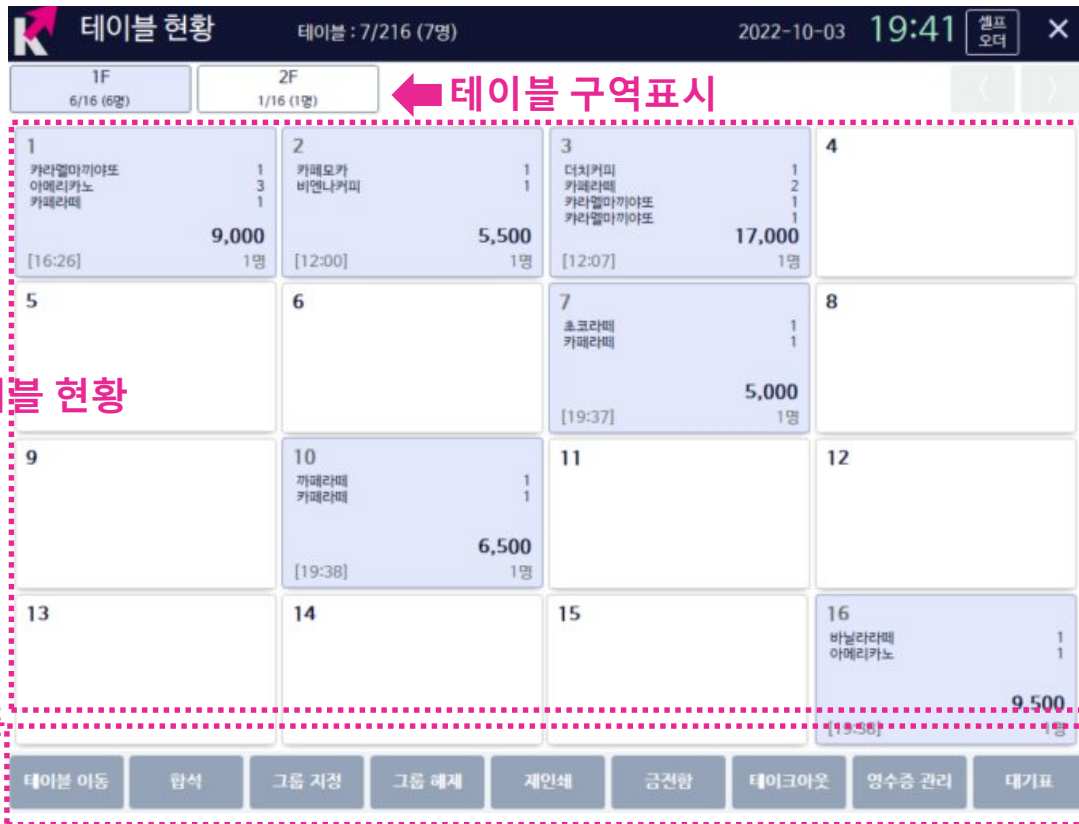 테이블 현황
테이블 : 7/216 (7명)
2022-10-03
19:41
셀프
오더
1F
6/16 (6명)
2F
1/16 (1명)
테이블 구역표시
1
캬라멜마끼야또 1
아메리카노 3
카페라떼 1
9,000
[16:26] 1명
2
카페모카 1
비엔나커피 1
5,500
[12:00] 1명
3
더치커피 1
카페라떼 2
캬라멜마끼야또 1
캬라멜마끼야또 1
17,000
[12:07] 1명
4
5
6
7
초코라떼 1
카페라떼 1
5,000
[19:37] 1명
8
블 현황
9
10
까페라떼 1
카페라떼 1
6,500
[19:38] 1명
11
12
13
14
15
16
바닐라라떼 1
아메리카노 1
9,500
[19:38] 1명
테이블 이동
합석
그룹 지정
그룹 해제
재인쇄
금전함
테이크아웃
영수증 관리
대기표